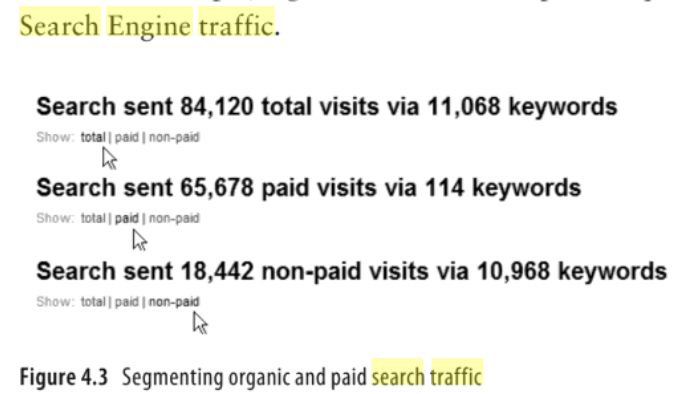 Search Engine traffic.
Search sent 84,120 total visits via 11,068 keywords
Show: total | paid | non-paid
Search sent 65,678 paid visits via 114 keywords
Show: total | paid | non-paid
Search sent 18,442 non-paid visits via 10,968 keywords
Show: total | paid | non-paid
Figure 4.3 Segmenting organic and paid search traffic